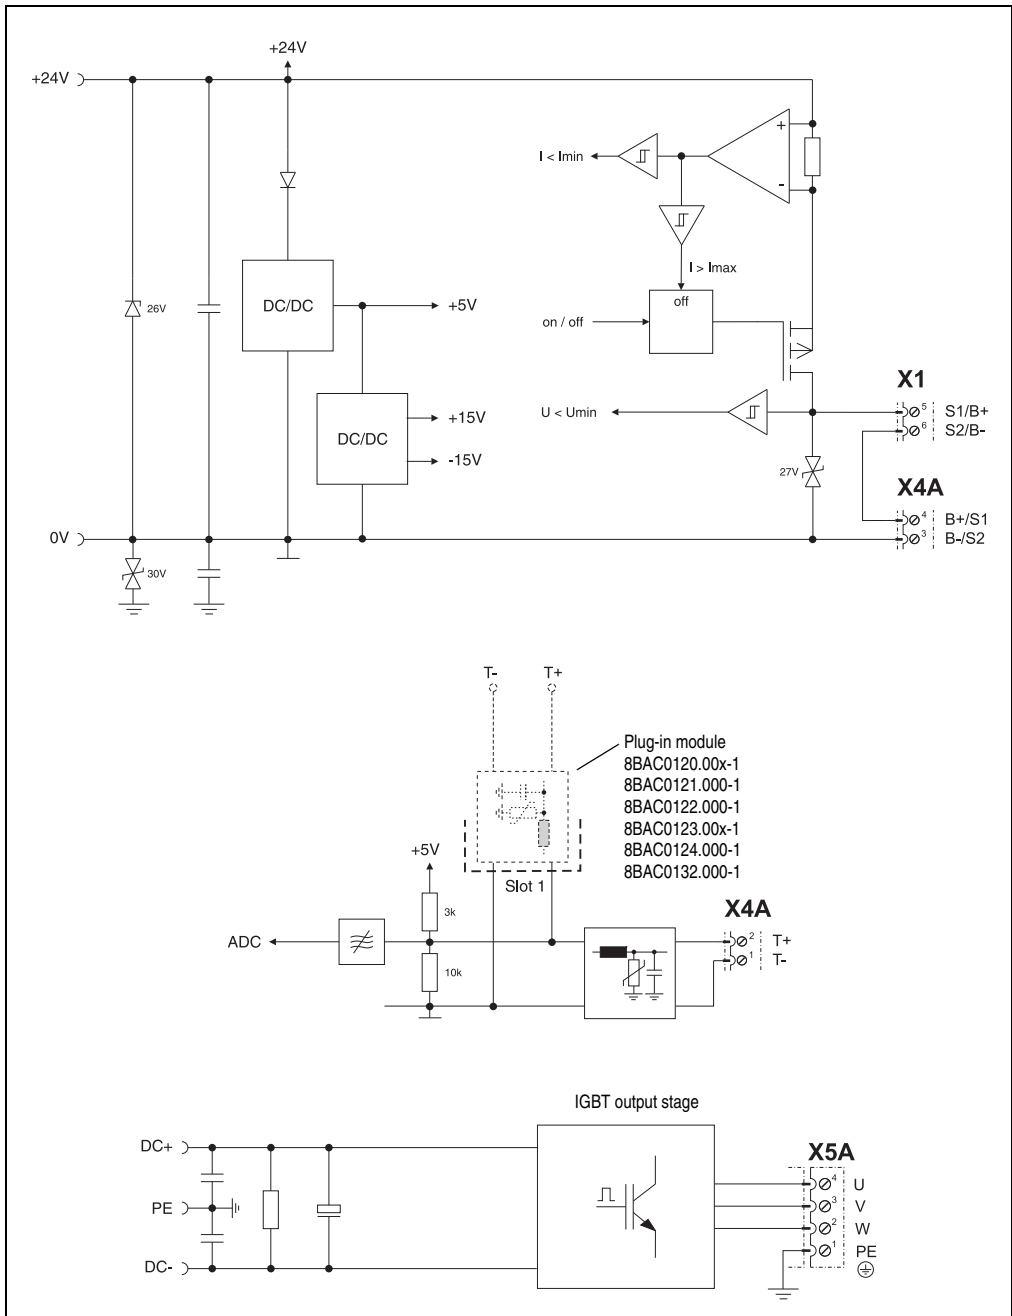 +24V
+24V
+
-
I < Imin
I > Imax
26V
DC/DC
+5V
off
on / off
X1
5 S1/B+
6 S2/B-
U < Umin
+15V
DC/DC
-15V
27V
X4A
4 B+/S1
3 B-/S2
0V
30V
T- T+
Plug-in module
8BAC0120.00x-1
8BAC0121.000-1
8BAC0122.000-1
8BAC0123.00x-1
8BAC0124.000-1
8BAC0132.000-1
+5V
Slot 1
3k
X4A
ADC
2 T+
1 T-
10k
IGBT output stage
DC+
X5A
4 U
3 V
PE
2 W
1 PE
DC-